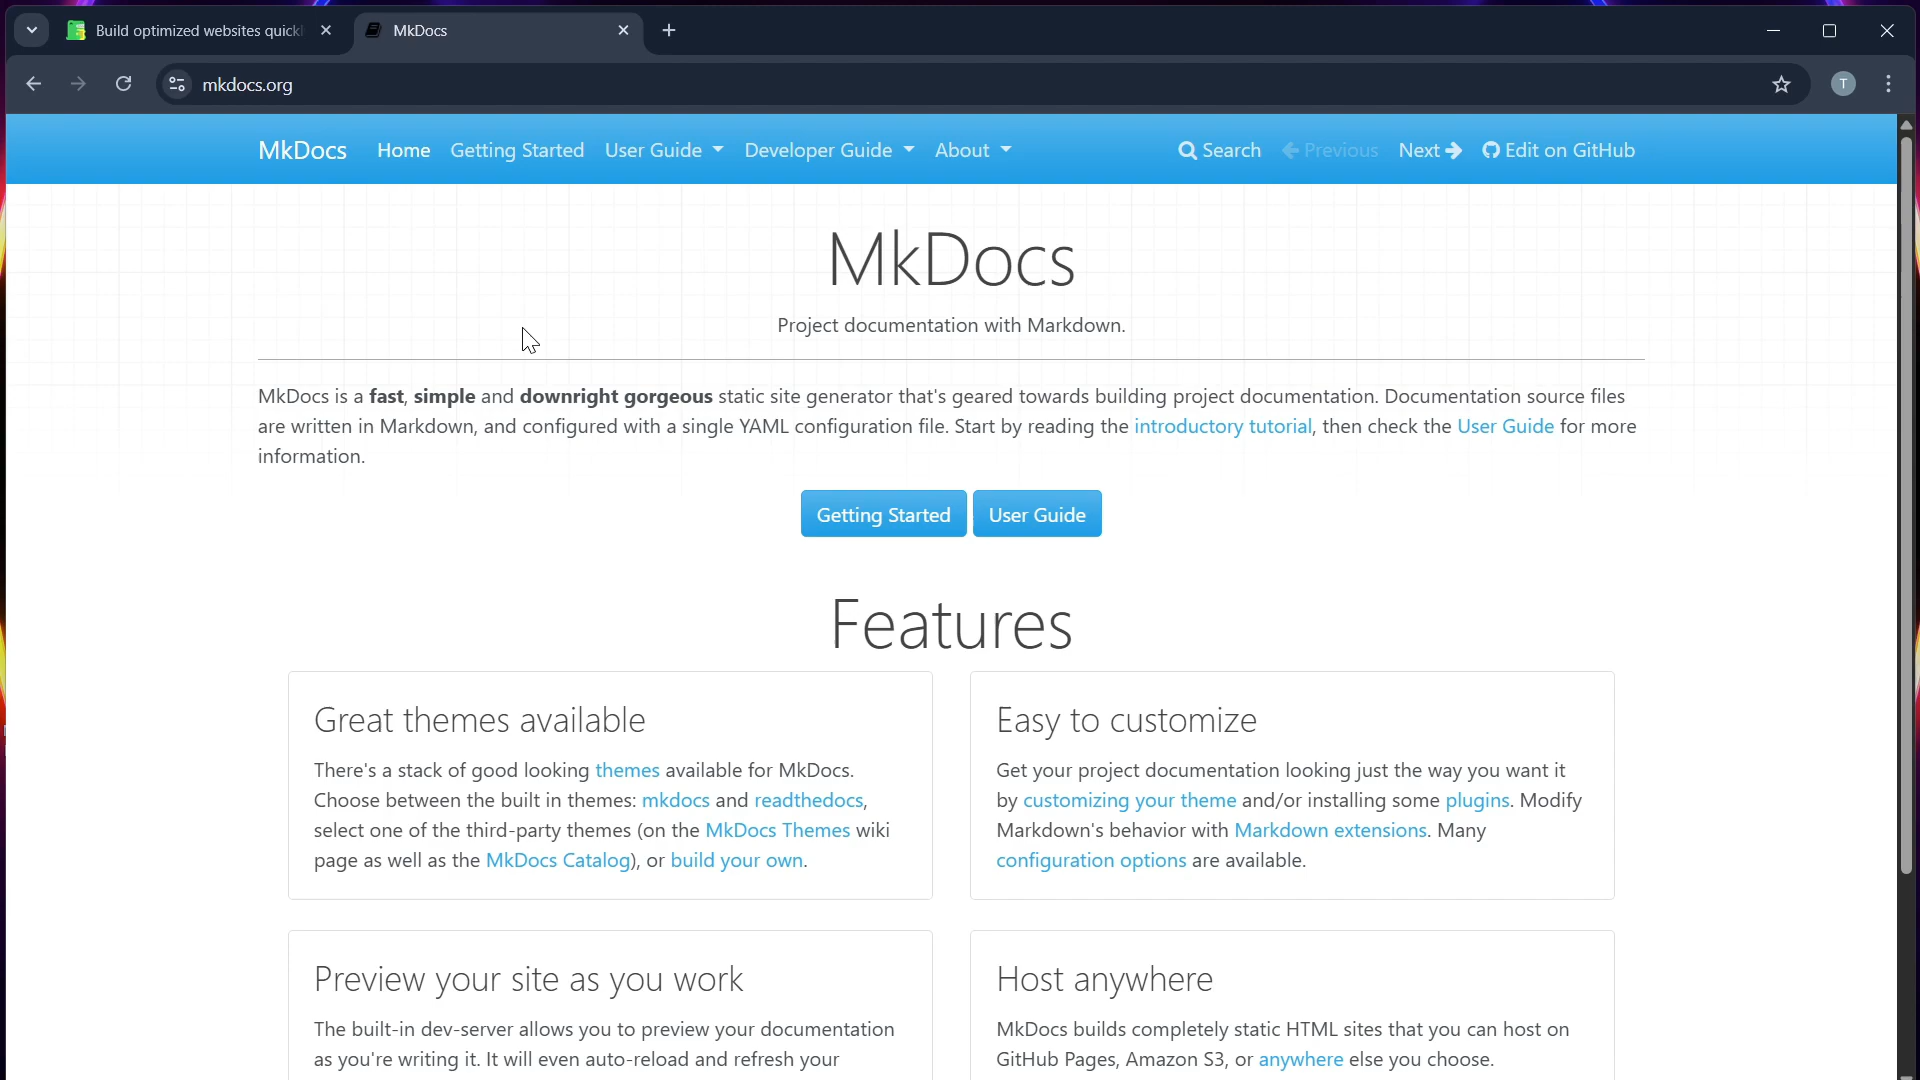 Build optimized websites quick
MkDocs
mkdocs.org
T
MkDocs Home Getting Started User Guide Developer Guide About Search Previous Next Edit on GitHub
MkDocs
Project documentation with Markdown.
MkDocs is a fast, simple and downright gorgeous static site generator that's geared towards building project documentation. Documentation source files
are written in Markdown, and configured with a single YAML configuration file. Start by reading the introductory tutorial, then check the User Guide for more
information.
Getting Started User Guide
Features
Great themes available
There's a stack of good looking themes available for MkDocs.
Choose between the built in themes: mkdocs and readthedocs,
select one of the third-party themes (on the MkDocs Themes wiki
page as well as the MkDocs Catalog), or build your own.
Easy to customize
Get your project documentation looking just the way you want it
by customizing your theme and/or installing some plugins. Modify
Markdown's behavior with Markdown extensions. Many
configuration options are available.
Preview your site as you work
The built-in dev-server allows you to preview your documentation
as you're writing it. It will even auto-reload and refresh your
Host anywhere
MkDocs builds completely static HTML sites that you can host on
GitHub Pages, Amazon S3, or anywhere else you choose.